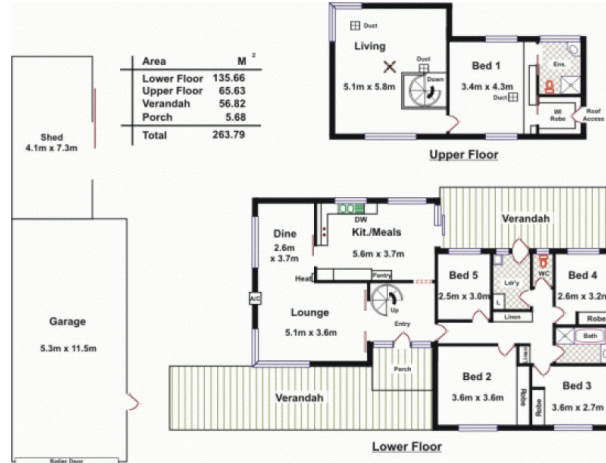 Area M 2
Lower Floor 135.66
Upper Floor 65.63
Verandah 56.82
Porch 5.68
Total 263.79
Shed
4.1m x 7.3m
Garage
5.3m x 11.5m
Roller Door
Duct
Living
5.1m x 5.8m
Duct
Down
Bed 1
3.4m x 4.3m
Duct
Ens.
WI
Robe
Roof
Access
Upper Floor
Verandah
DW
Kit./Meals
5.6m x 3.7m
Dine
2.6m
x 3.7m
Heat
Pantry
A/C
Lounge
5.1m x 3.6m
Up
Entry
Porch
Bed 5
2.5m x 3.0m
Ldr'y
L
WC
Bed 4
2.6m x 3.2m
Robe
Linen
Bath
Bed 2
3.6m x 3.6m
Robe
Robe
Bed 3
3.6m x 2.7m
Verandah
Lower Floor